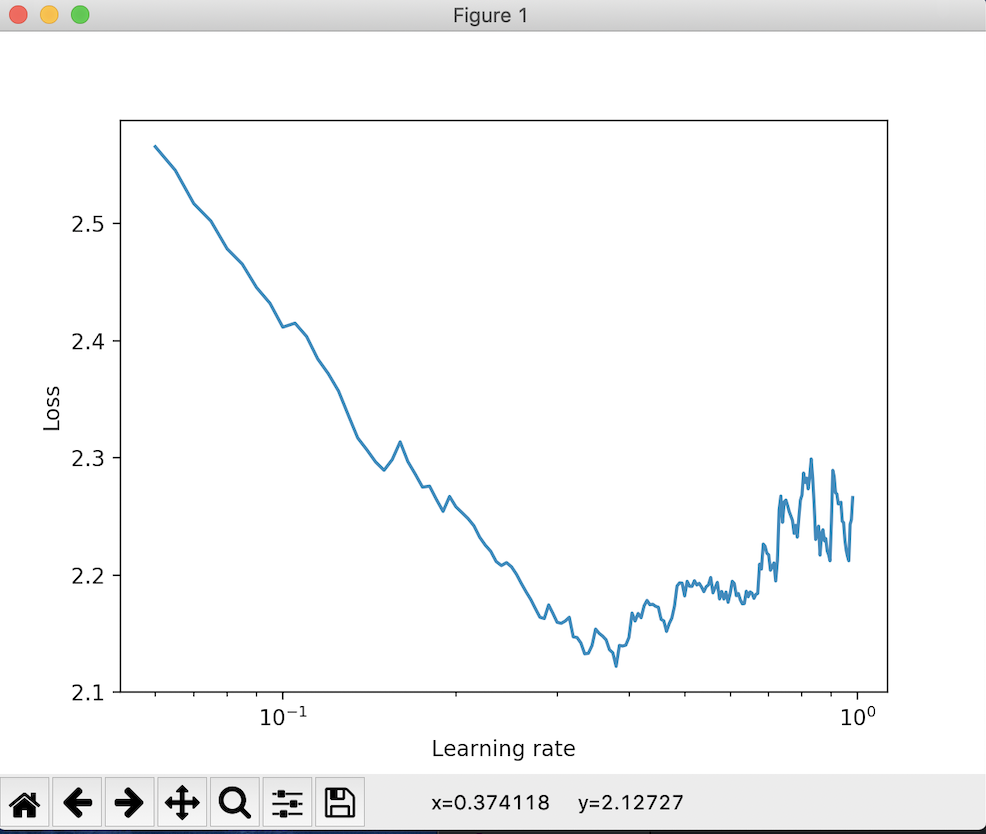 Figure 1
2.5
2.4
2.3
2.2
2.1
Loss
10⁻¹
10⁰
Learning rate
x=0.374118 y=2.12727